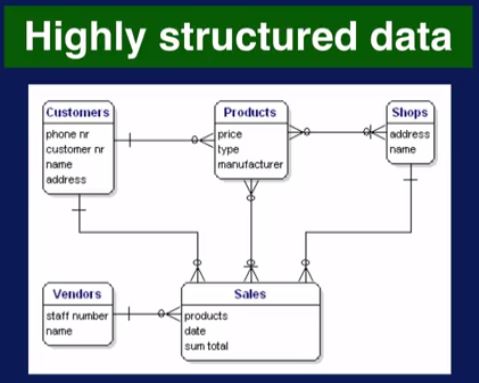 Highly structured data
Customers
phone nr
customer nr
name
address
Products
price
type
manufacturer
Shops
address
name
Vendors
staff number
name
Sales
products
date
sum total